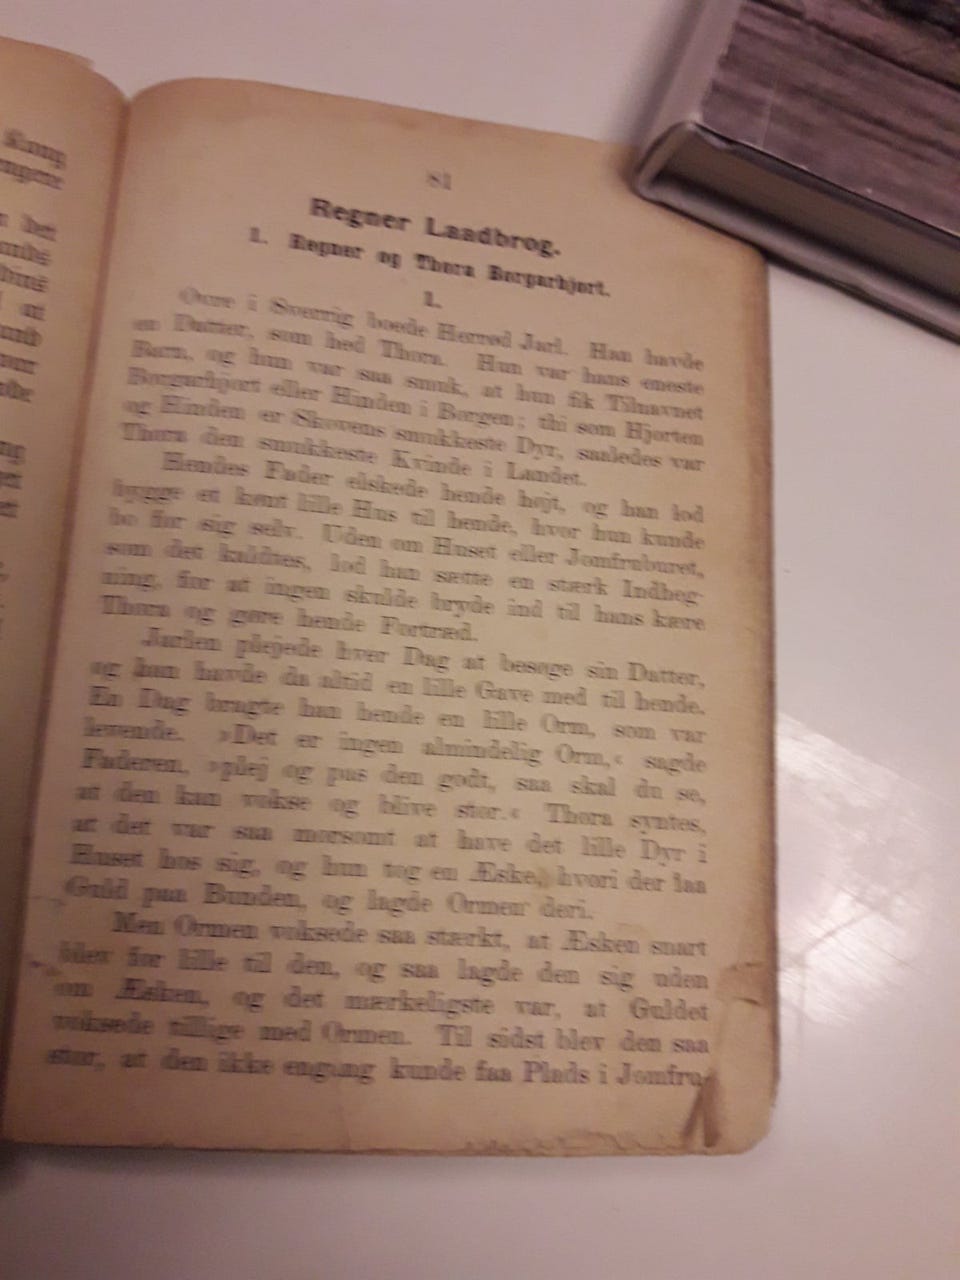 Kong
det
at
81
Regner Laadbrog.
1. Regner og Thora Borgarhjort.
1.
Ovre i Sverrig boede Herrød Jarl. Han havde
en Datter, som hed Thora. Hun var hans eneste
Barn, og hun var saa smuk, at hun fik Tilnavnet
Borgarhjort eller Hinden i Borgen; thi som Hjorten
og Hinden er Skovens smukkeste Dyr, saaledes var
Thora den smukkeste Kvinde i Landet.
Hendes Fader elskede hende højt, og han lod
bygge et kønt lille Hus til hende, hvor hun kunde
bo for sig selv. Uden om Huset eller Jomfruburet,
som det kaldtes, lod han sætte en stærk Indheg-
ning, for at ingen skulde bryde ind til hans kære
Thora og gøre hende Fortræd.
Jarlen plejede hver Dag at besøge sin Datter,
og han havde da altid en lille Gave med til hende.
En Dag bragte han hende en lille Orm, som var
levende. »Det er ingen almindelig Orm,« sagde
Faderen, »plej og pas den godt, saa skal du se,
at den kan vokse og blive stor.« Thora syntes,
at det var saa morsomt at have det lille Dyr i
Huset hos sig, og hun tog en Æske, hvori der laa
Guld paa Bunden, og lagde Ormen deri.
Men Ormen voksede saa stærkt, at Æsken snart
blev for lille til den, og saa lagde den sig uden
om Æsken, og det mærkeligste var, at Guldet
voksede tillige med Ormen. Til sidst blev den saa
stor, at den ikke engang kunde faa Plads i Jomfru-